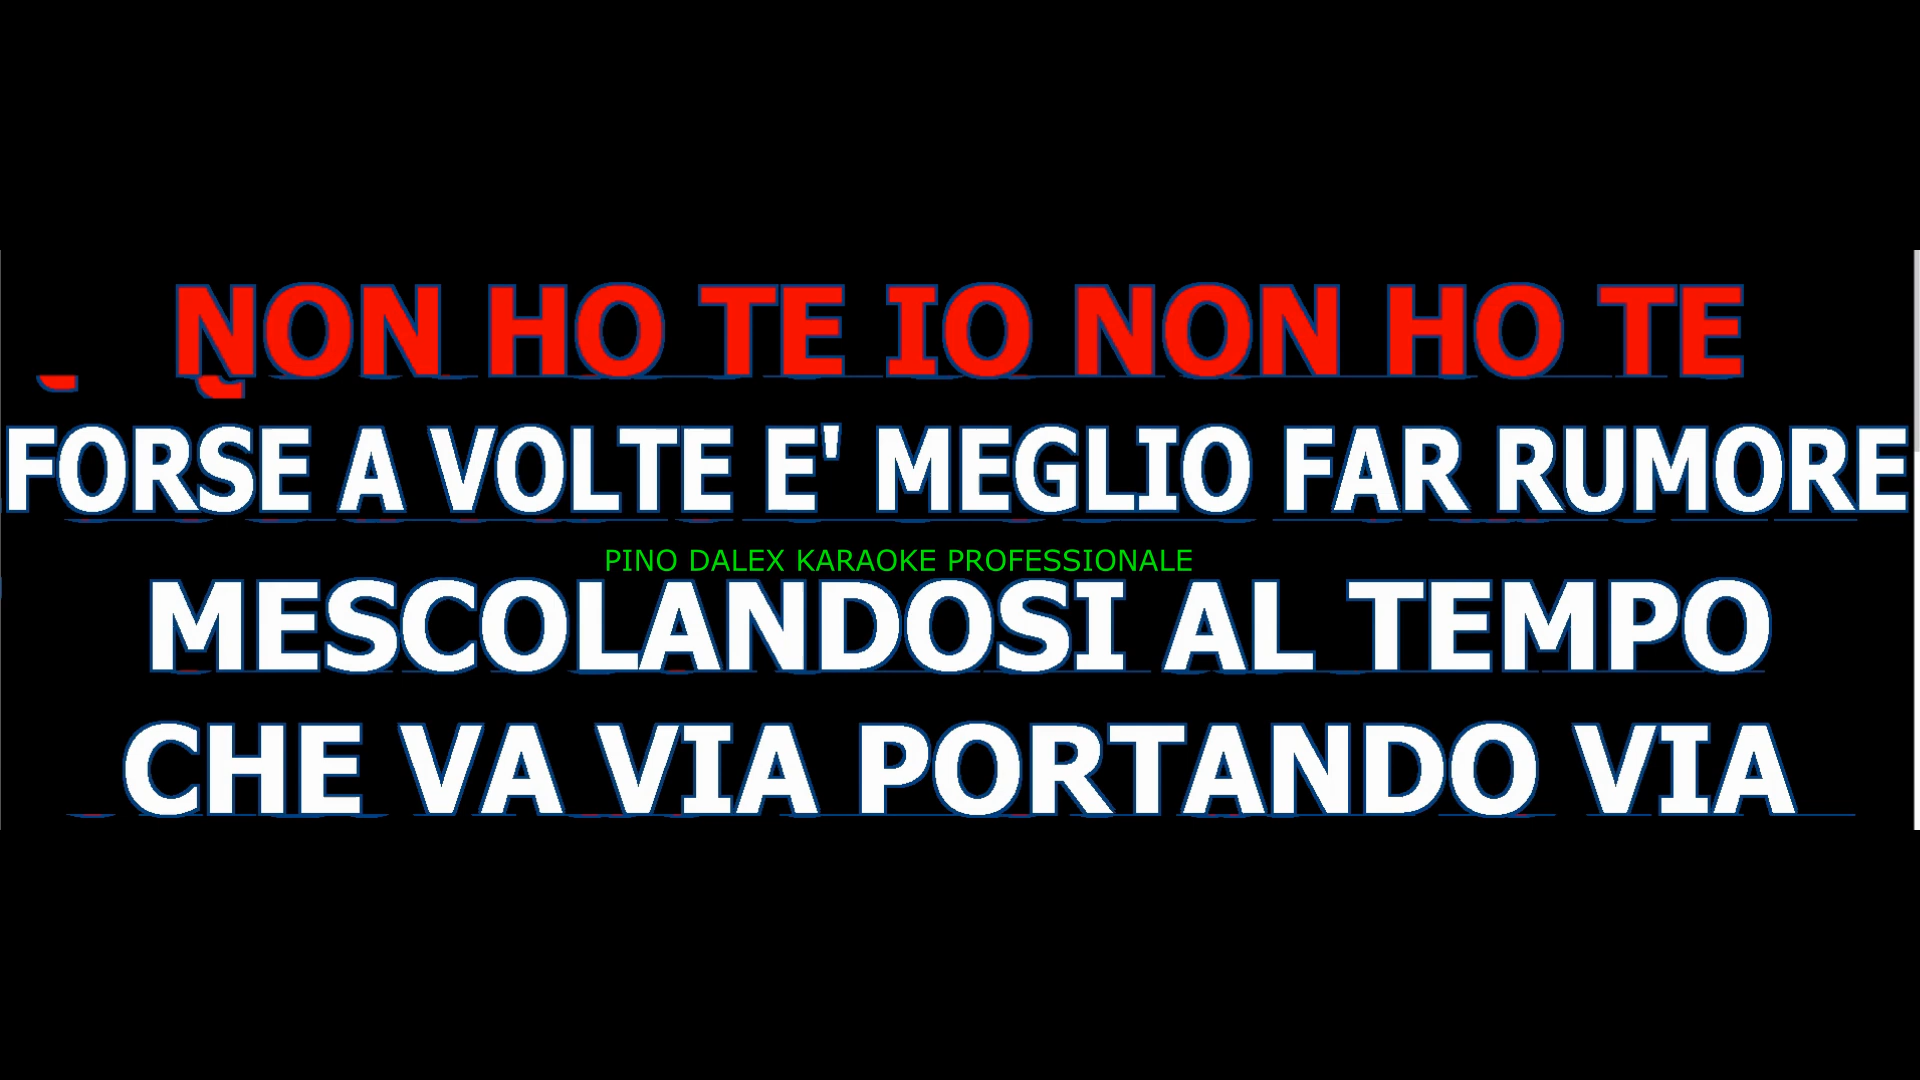 NON HO TE IO NON HO TE
FORSE A VOLTE E' MEGLIO FAR RUMORE
PINO DALEX KARAOKE PROFESSIONALE
MESCOLANDOSI AL TEMPO
CHE VA VIA PORTANDO VIA